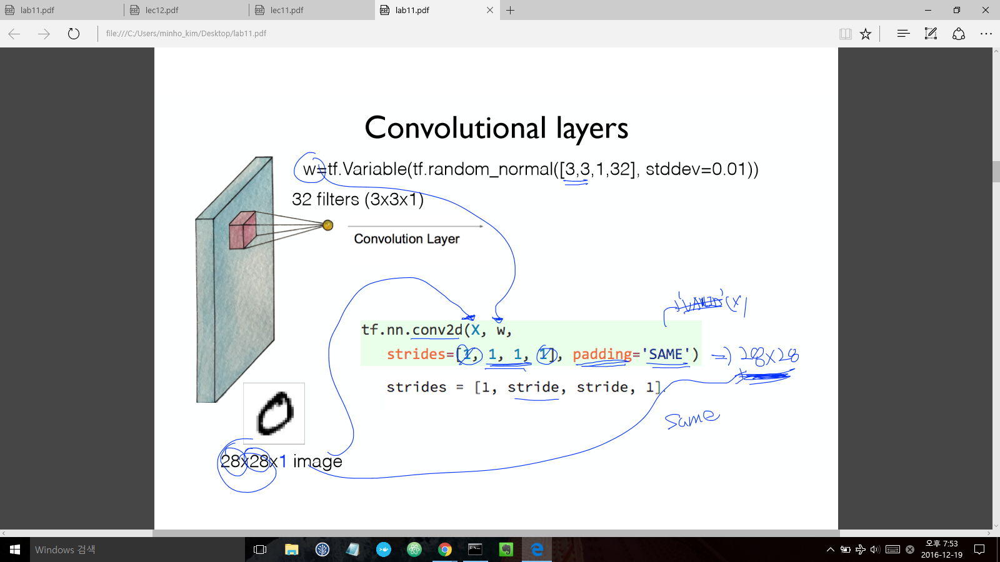 lab11.pdf
lec12.pdf
lec11.pdf
lab11.pdf
file:///C:/Users/minho_kim/Desktop/lab11.pdf
Convolutional layers
w=tf.Variable(tf.random_normal([3,3,1,32], stddev=0.01))
32 filters (3x3x1)
Convolution Layer
'VALID' (X)
tf.nn.conv2d(X, w,
strides=[1, 1, 1, 1], padding='SAME') => 28x28
strides = [1, stride, stride, 1].
Same
28x28x1 image
Windows 검색
오후 7:53
2016-12-19